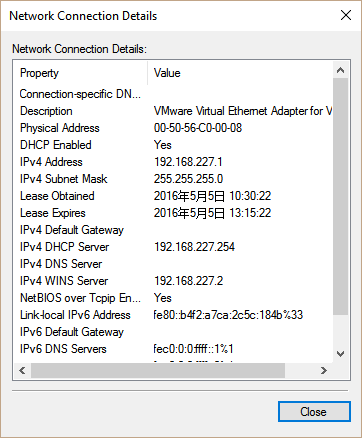 Network Connection Details
Network Connection Details:
Property Value
Connection-specific DN...
Description VMware Virtual Ethernet Adapter for V
Physical Address 00-50-56-C0-00-08
DHCP Enabled Yes
IPv4 Address 192.168.227.1
IPv4 Subnet Mask 255.255.255.0
Lease Obtained 2016年5月5日 10:30:22
Lease Expires 2016年5月5日 13:15:22
IPv4 Default Gateway
IPv4 DHCP Server 192.168.227.254
IPv4 DNS Server
IPv4 WINS Server 192.168.227.2
NetBIOS over Tcpip En... Yes
Link-local IPv6 Address fe80::b4f2:a7ca:2c5c:184b%33
IPv6 Default Gateway
IPv6 DNS Servers fec0:0:0:ffff::1%1
Close